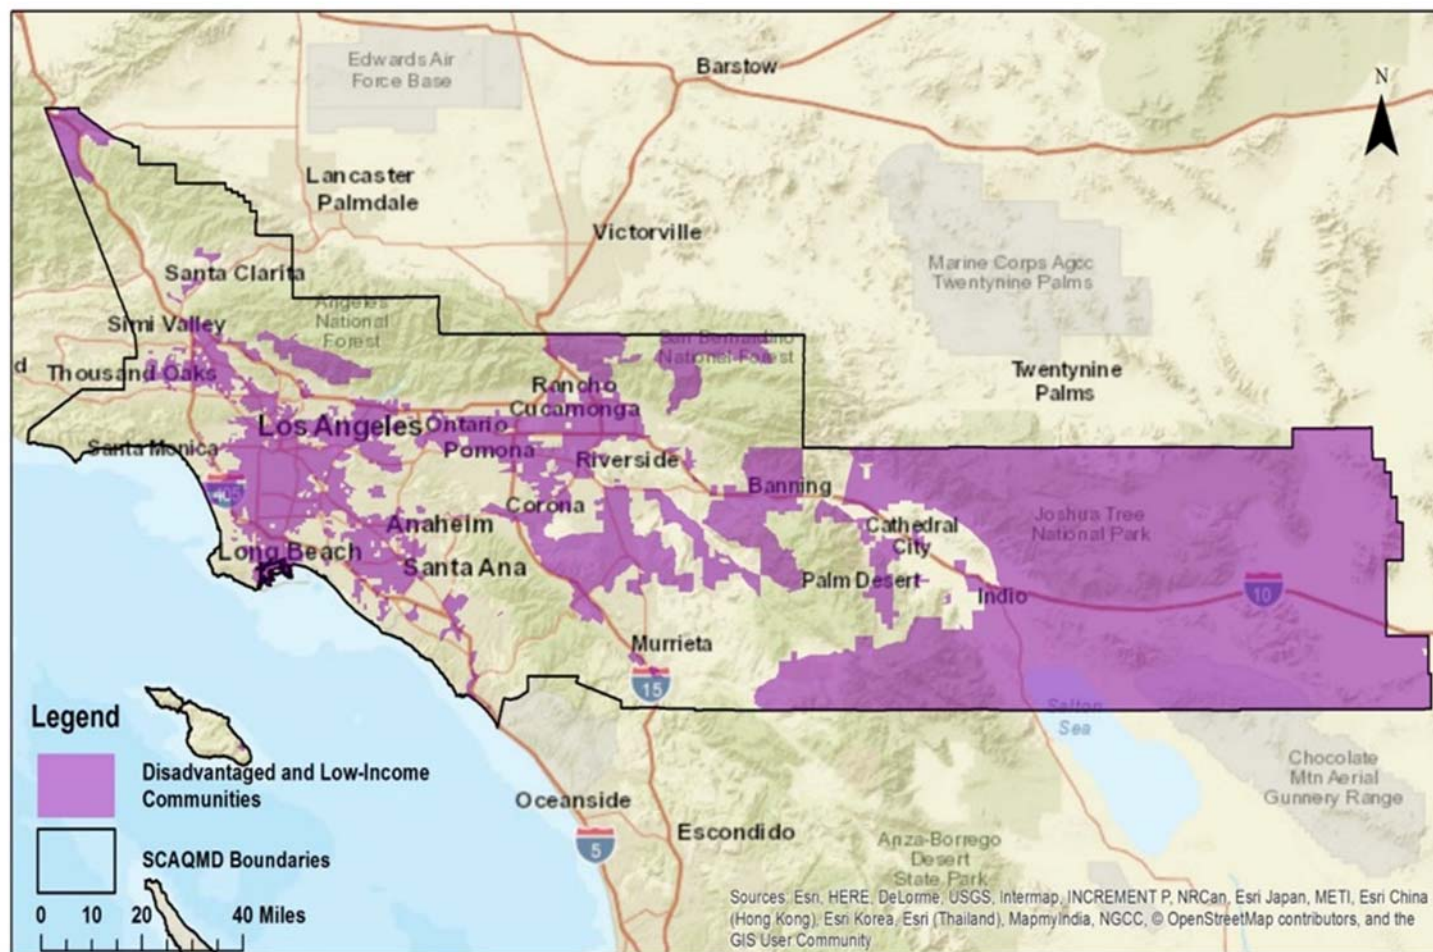 Edwards Air
Force Base
Barstow
N
Lancaster
Palmdale
Victorville
Santa Clarita
Marine Corps Agcc
Twentynine Palms
Angeles
National
Forest
Simi Valley
San Bernardino
National Forest
d
Thousand Oaks
Twentynine
Palms
Rancho
Cucamonga
Los Angeles
Ontario
Santa Monica
Pomona
Riverside
405
Banning
Corona
Anaheim
Cathedral
City
Joshua Tree
National Park
Long Beach
Santa Ana
Palm Desert
Indio
10
Murrieta
15
Salton
Sea
Legend
Disadvantaged and Low-Income
Communities
SCAQMD Boundaries
0 10 20 40 Miles
Oceanside
5
Escondido
Chocolate
Mtn Aerial
Gunnery Range
Anza-Borrego
Desert
State Park
Sources: Esri, HERE, DeLorme, USGS, Intermap, INCREMENT P, NRCan, Esri Japan, METI, Esri China
(Hong Kong), Esri Korea, Esri (Thailand), MapmyIndia, NGCC, © OpenStreetMap contributors, and the
GIS User Community